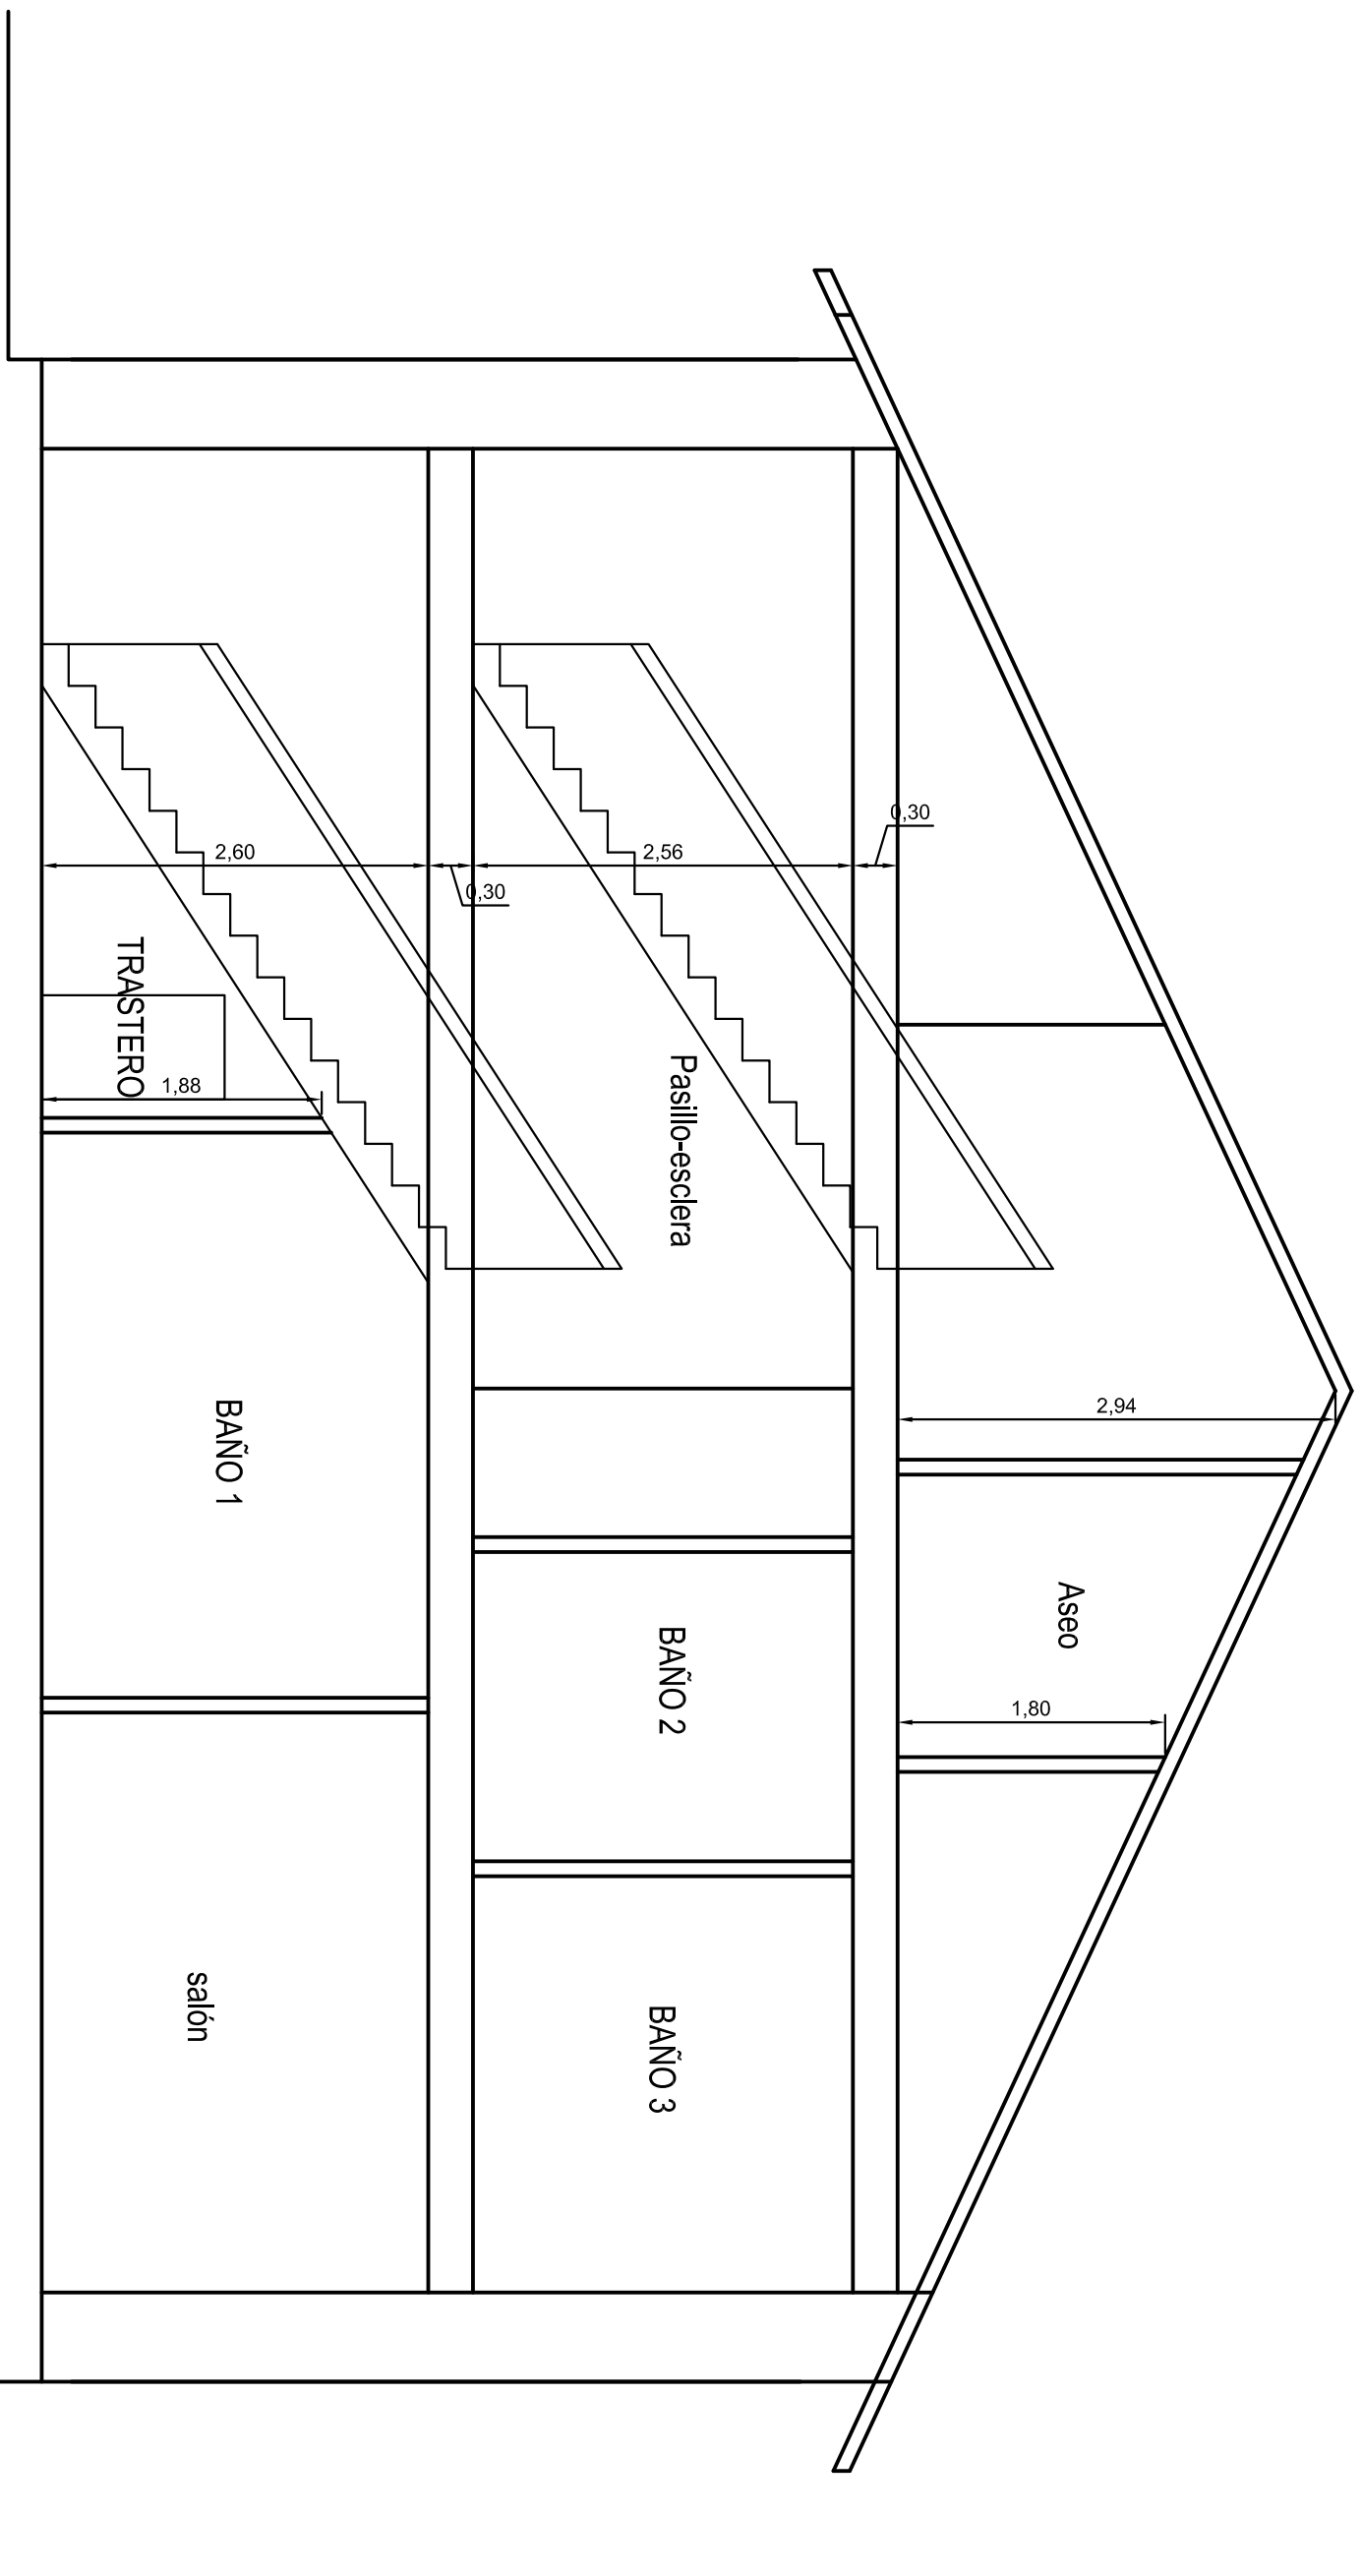 2,94
Aseo
1,80
0,30
2,56
Pasillo-esclera
BAÑO 2
BAÑO 3
0,30
2,60
TRASTERO
1,88
BAÑO 1
salón